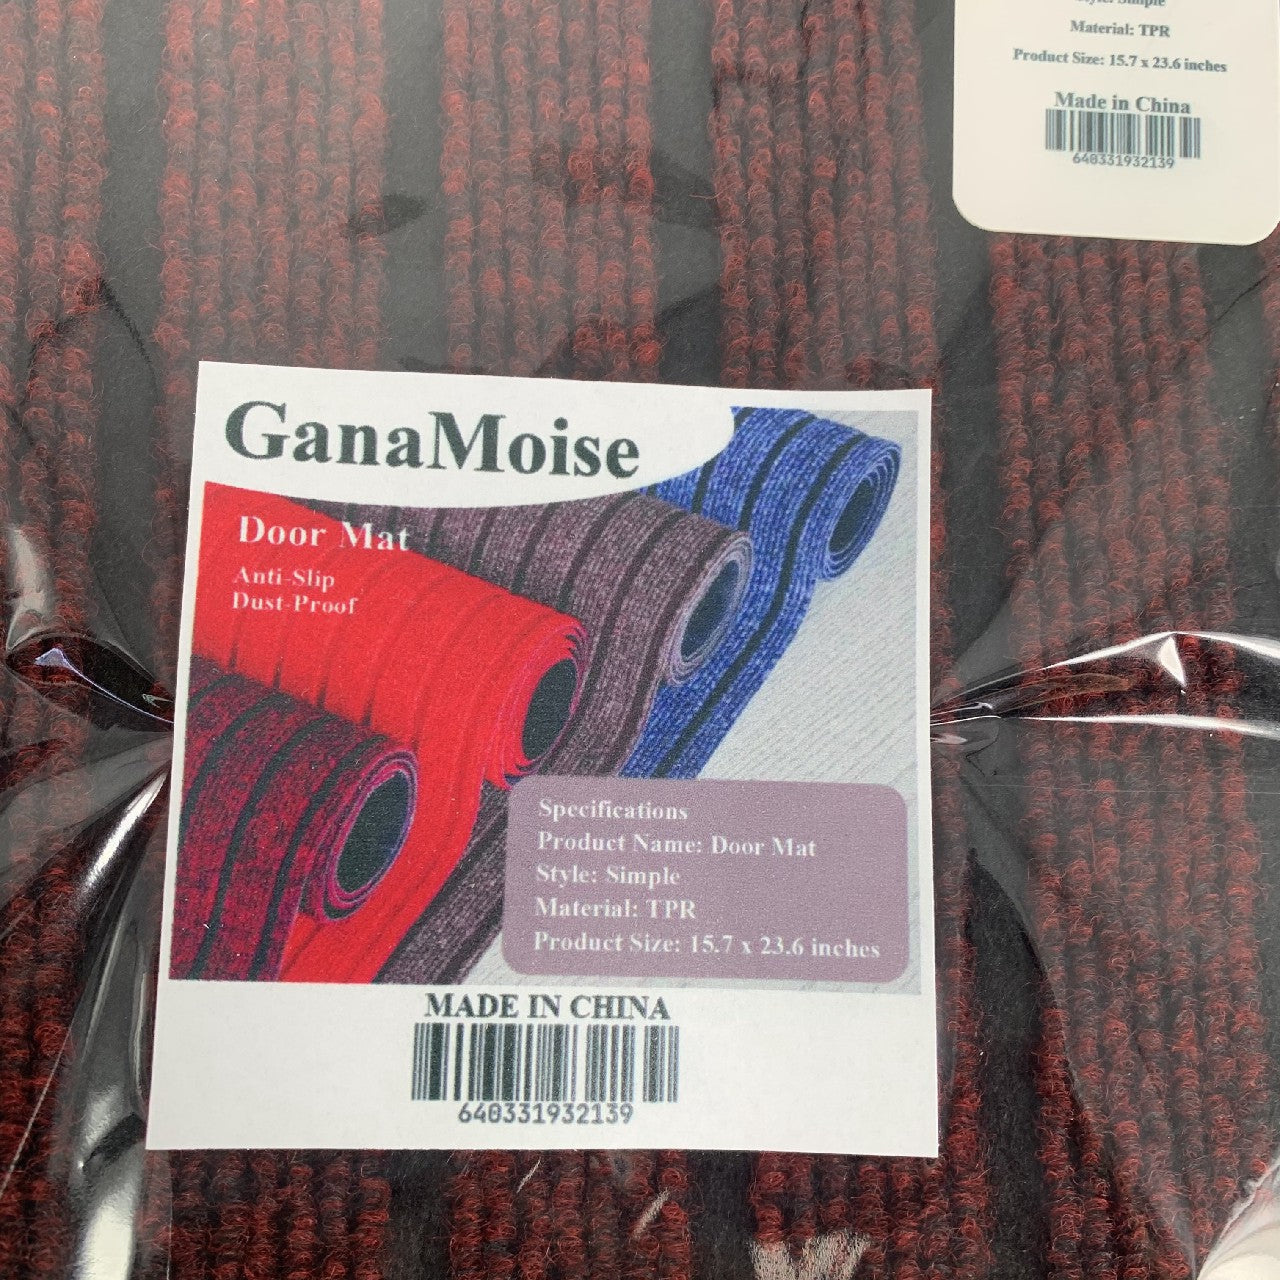 Style: Simple
Material: TPR
Product Size: 15.7 x 23.6 inches
Made in China
640331932139
GanaMoise
Door Mat
Anti-Slip
Dust-Proof
Specifications
Product Name: Door Mat
Style: Simple
Material: TPR
Product Size: 15.7 x 23.6 inches
MADE IN CHINA
640331932139